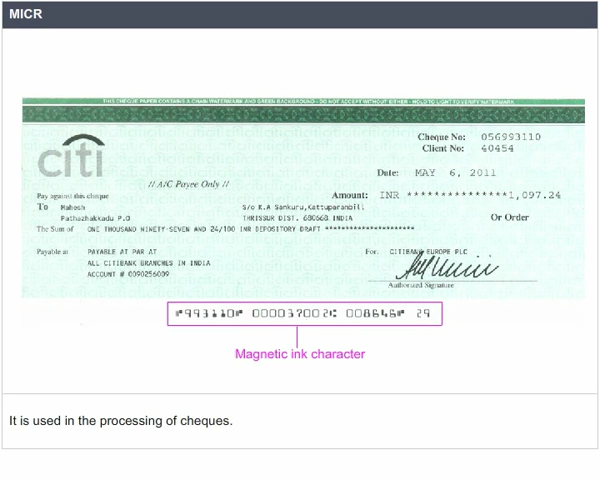 MICR
THIS CHEQUE PAPER CONTAINS A CHAIN WATERMARK AND GREEN BACKGROUND - DO NOT ACCEPT WITHOUT EITHER - HOLD TO LIGHT TO VERIFY WATERMARK
citi
Cheque No: 056993110
Client No: 40454
Date: MAY 6, 2011
// A/C Payee Only //
Pay against this cheque
Amount: INR ****************1,097.24
To Mahesh S/o K.A Sankuru,Kattuparambill
Pathazhakkadu P.O THRISSUR DIST. 680668 INDIA Or Order
The Sum of ONE THOUSAND NINETY-SEVEN AND 24/100 INR DEPOSITORY DRAFT **********************
Payable at PAYABLE AT PAR AT For: CITIBANK EUROPE PLC
ALL CITIBANK BRANCHES IN INDIA
ACCOUNT # 0090256009
Authorized Signature
⑈993110⑈ 000037002⑆ 008646⑈ 29
Magnetic ink character
It is used in the processing of cheques.